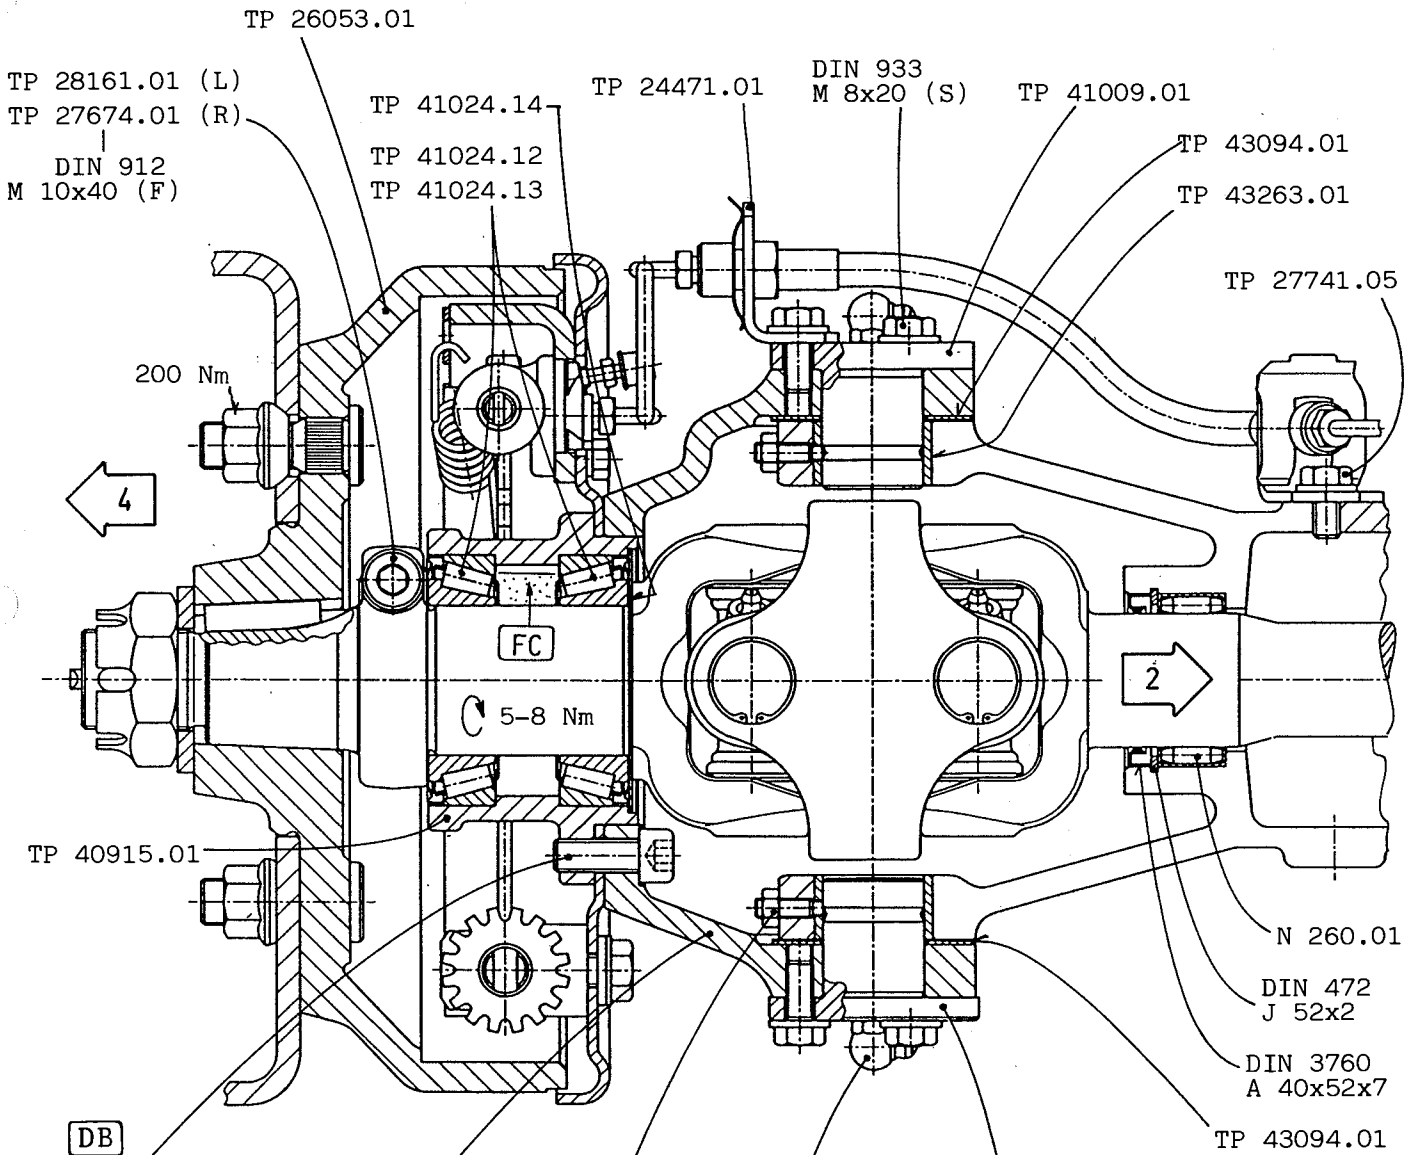 TP 26053.01
TP 28161.01 (L)
TP 27674.01 (R)
DIN 912
M 10x40 (F)
TP 41024.14
TP 41024.12
TP 41024.13
TP 24471.01
DIN 933
M 8x20 (S)
TP 41009.01
TP 43094.01
TP 43263.01
TP 27741.05
200 Nm
4
FC
5-8 Nm
2
TP 40915.01
N 260.01
DIN 472
J 52x2
DIN 3760
A 40x52x7
TP 43094.01
DB